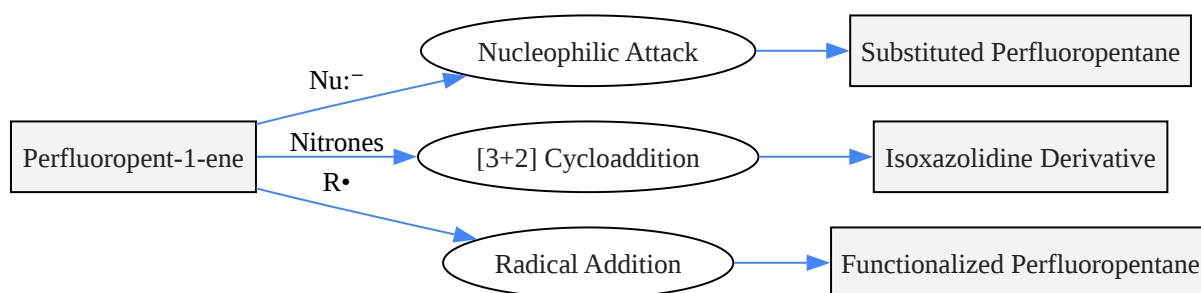 Nucleophilic Attack
Substituted Perfluoropentane
Nu:⁻
Perfluoropent-1-ene
Nitrones
[3+2] Cycloaddition
Isoxazolidine Derivative
R•
Radical Addition
Functionalized Perfluoropentane